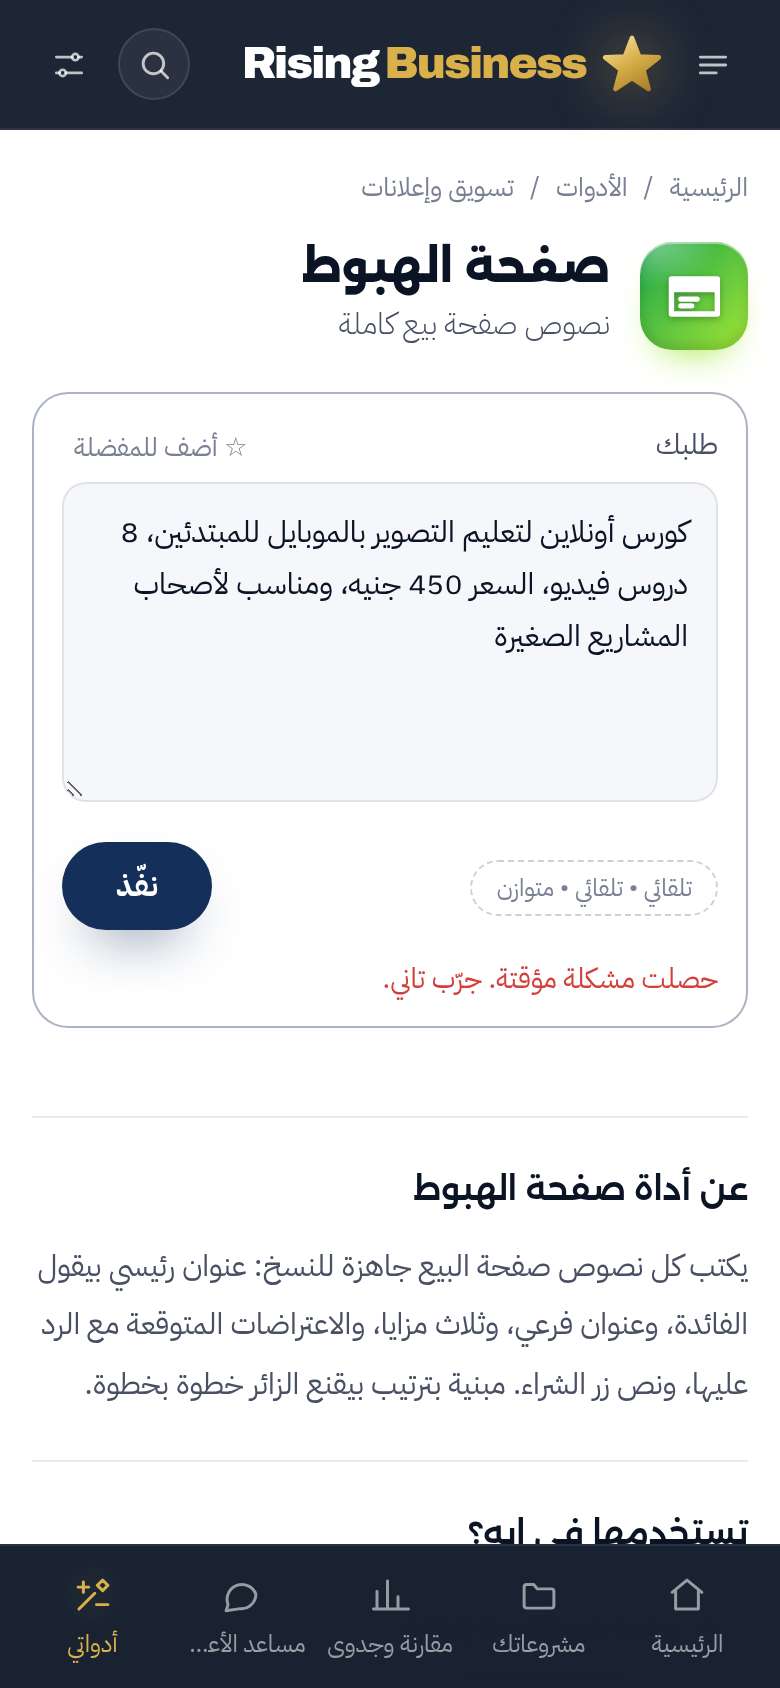 Rising Business
الرئيسية / الأدوات / تسويق وإعلانات
صفحة الهبوط
نصوص صفحة بيع كاملة
طلبك
☆ أضف للمفضلة
كورس أونلاين لتعليم التصوير بالموبايل للمبتدئين، 8
دروس فيديو، السعر 450 جنيه، ومناسب لأصحاب
المشاريع الصغيرة
تلقائي • تلقائي • متوازن
نفّذ
حصلت مشكلة مؤقتة. جرّب تاني.
عن أداة صفحة الهبوط
يكتب كل نصوص صفحة البيع جاهزة للنسخ: عنوان رئيسي بيقول
الفائدة، وعنوان فرعي، وثلاث مزايا، والاعتراضات المتوقعة مع الرد
عليها، ونص زر الشراء. مبنية بترتيب بيقنع الزائر خطوة بخطوة.
تستخدمها في إيه؟
الرئيسية
مشروعاتك
مقارنة وجدوى
مساعد الأعـ...
أدواتي